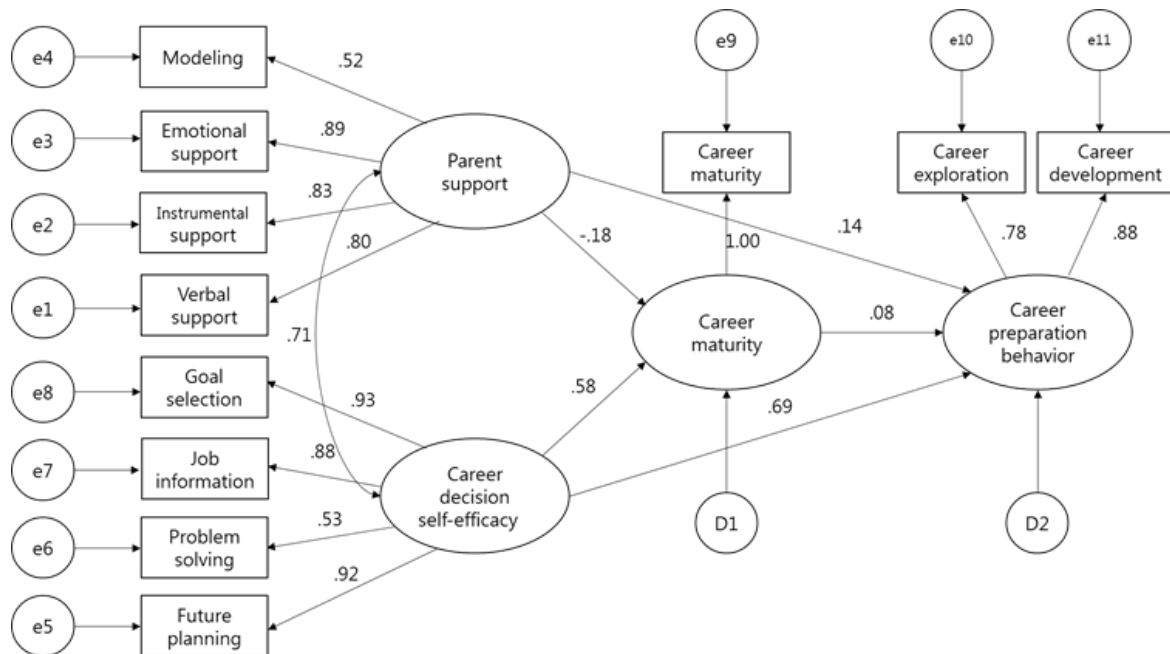 e4
Modeling
.52
e3
Emotional
support
.89
e2
Instrumental
support
.83
e1
Verbal
support
.80
e8
Goal
selection
.93
e7
Job
information
.88
e6
Problem
solving
.53
e5
Future
planning
.92
Parent
support
.71
Career
decision
self-efficacy
-.18
.58
.14
.69
e9
Career
maturity
1.00
Career
maturity
D1
.08
e10
Career
exploration
.78
e11
Career
development
.88
Career
preparation
behavior
D2